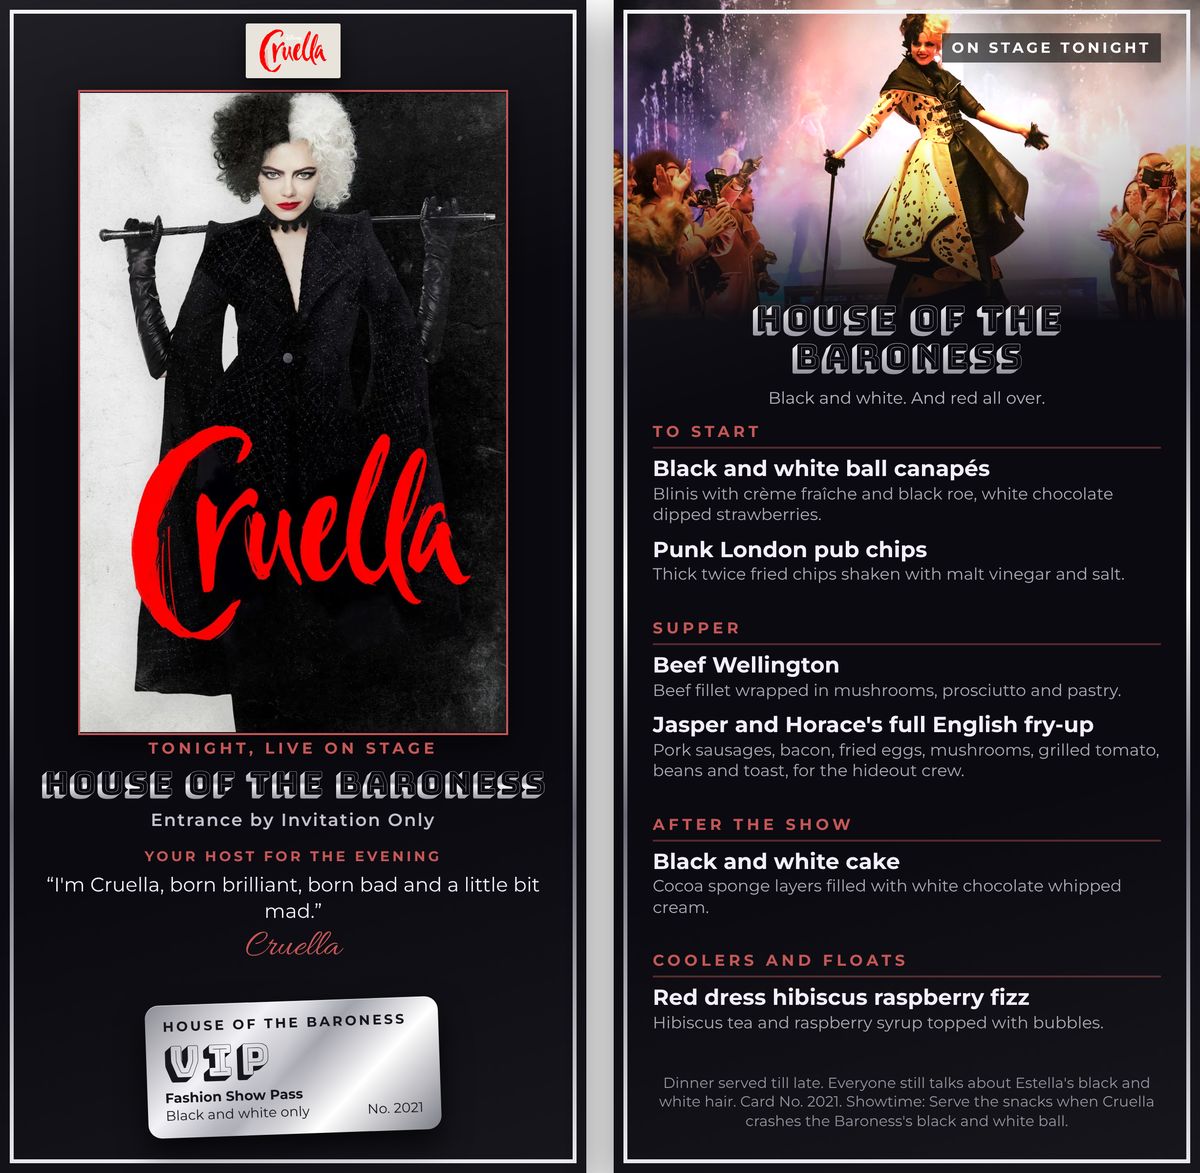 Cruella
Cruella
TONIGHT, LIVE ON STAGE
HOUSE OF THE BARONESS
Entrance by Invitation Only
YOUR HOST FOR THE EVENING
“I'm Cruella, born brilliant, born bad and a little bit
mad.”
Cruella
HOUSE OF THE BARONESS
VIP
Fashion Show Pass
Black and white only
No. 2021
ON STAGE TONIGHT
HOUSE OF THE
BARONESS
Black and white. And red all over.
TO START
Black and white ball canapés
Blinis with crème fraîche and black roe, white chocolate
dipped strawberries.
Punk London pub chips
Thick twice fried chips shaken with malt vinegar and salt.
SUPPER
Beef Wellington
Beef fillet wrapped in mushrooms, prosciutto and pastry.
Jasper and Horace's full English fry-up
Pork sausages, bacon, fried eggs, mushrooms, grilled tomato,
beans and toast, for the hideout crew.
AFTER THE SHOW
Black and white cake
Cocoa sponge layers filled with white chocolate whipped
cream.
COOLERS AND FLOATS
Red dress hibiscus raspberry fizz
Hibiscus tea and raspberry syrup topped with bubbles.
Dinner served till late. Everyone still talks about Estella's black and
white hair. Card No. 2021. Showtime: Serve the snacks when Cruella
crashes the Baroness's black and white ball.